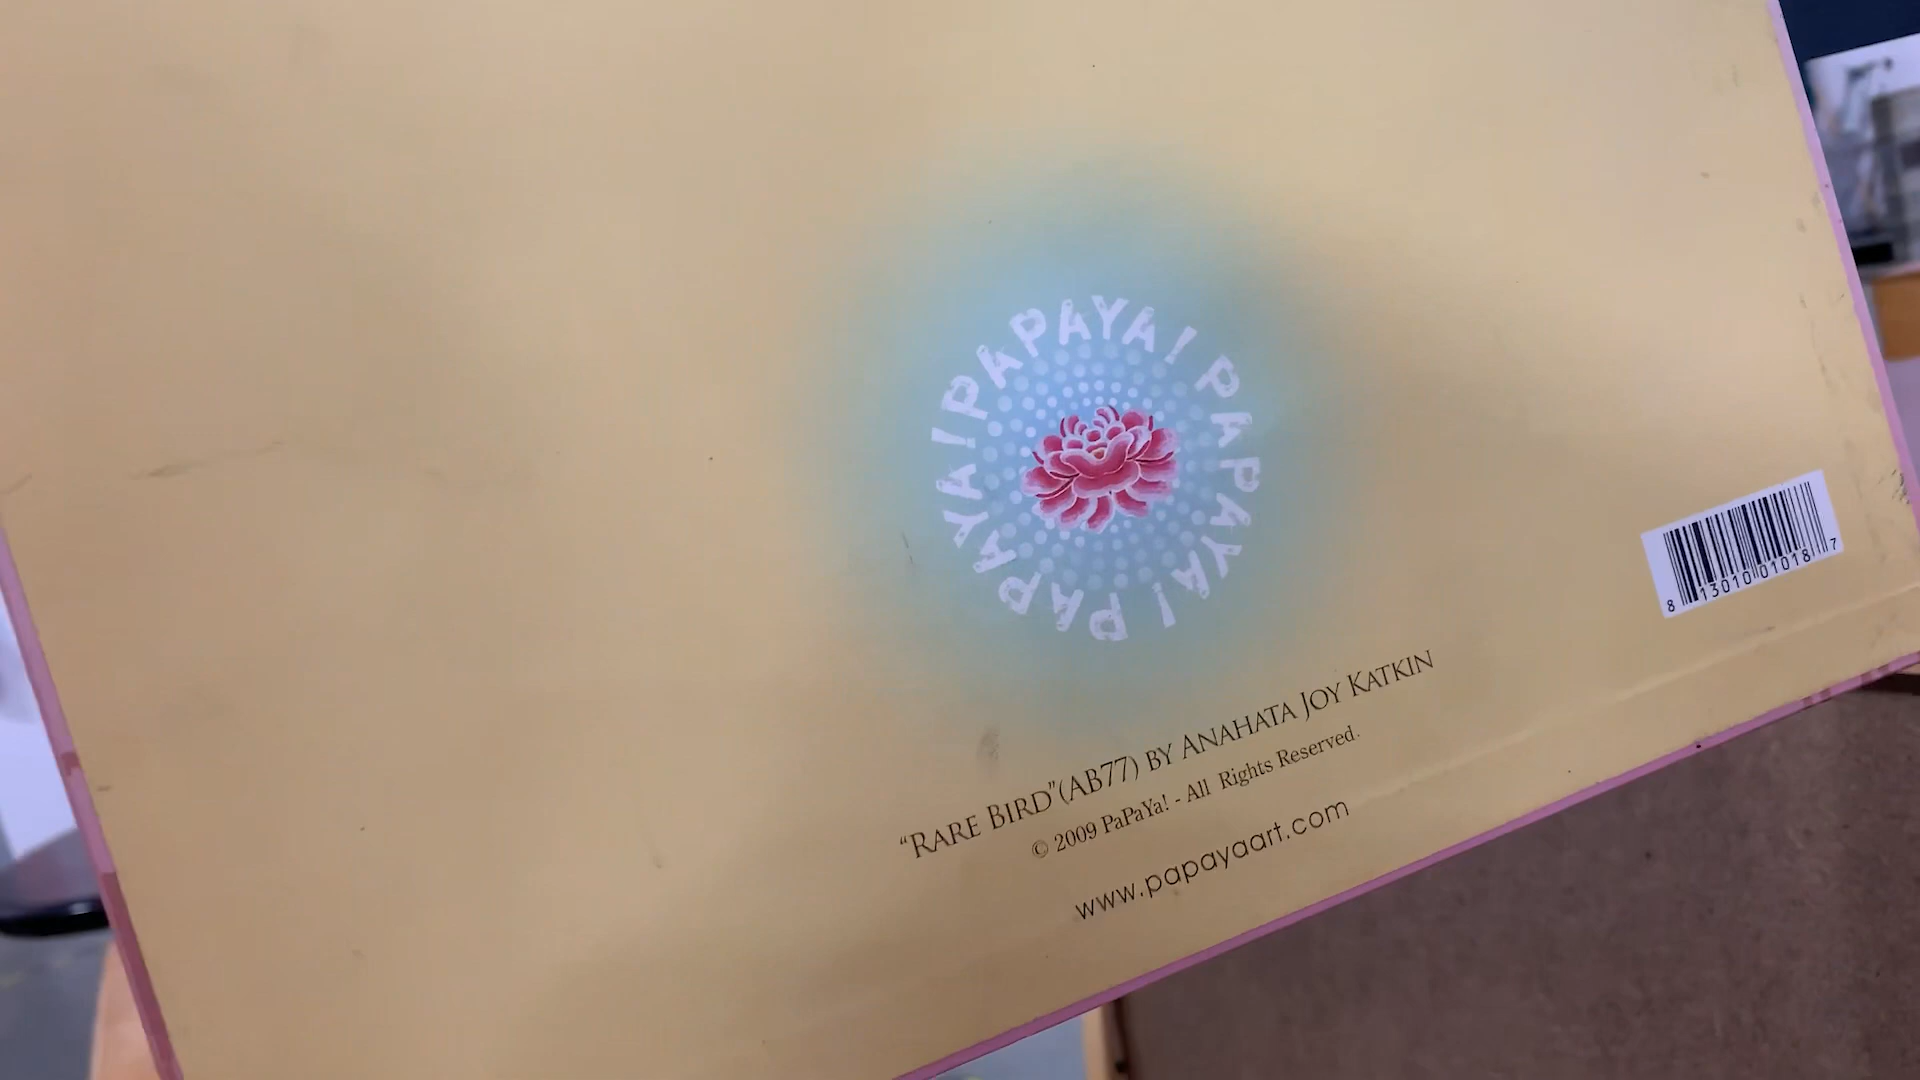 PAPAYA! PAPAYA! PAPAYA!
8 13010 01018 7
“RARE BIRD”(AB77) BY ANAHATA JOY KATKIN
© 2009 PaPaYa! - All Rights Reserved.
www.papayaart.com